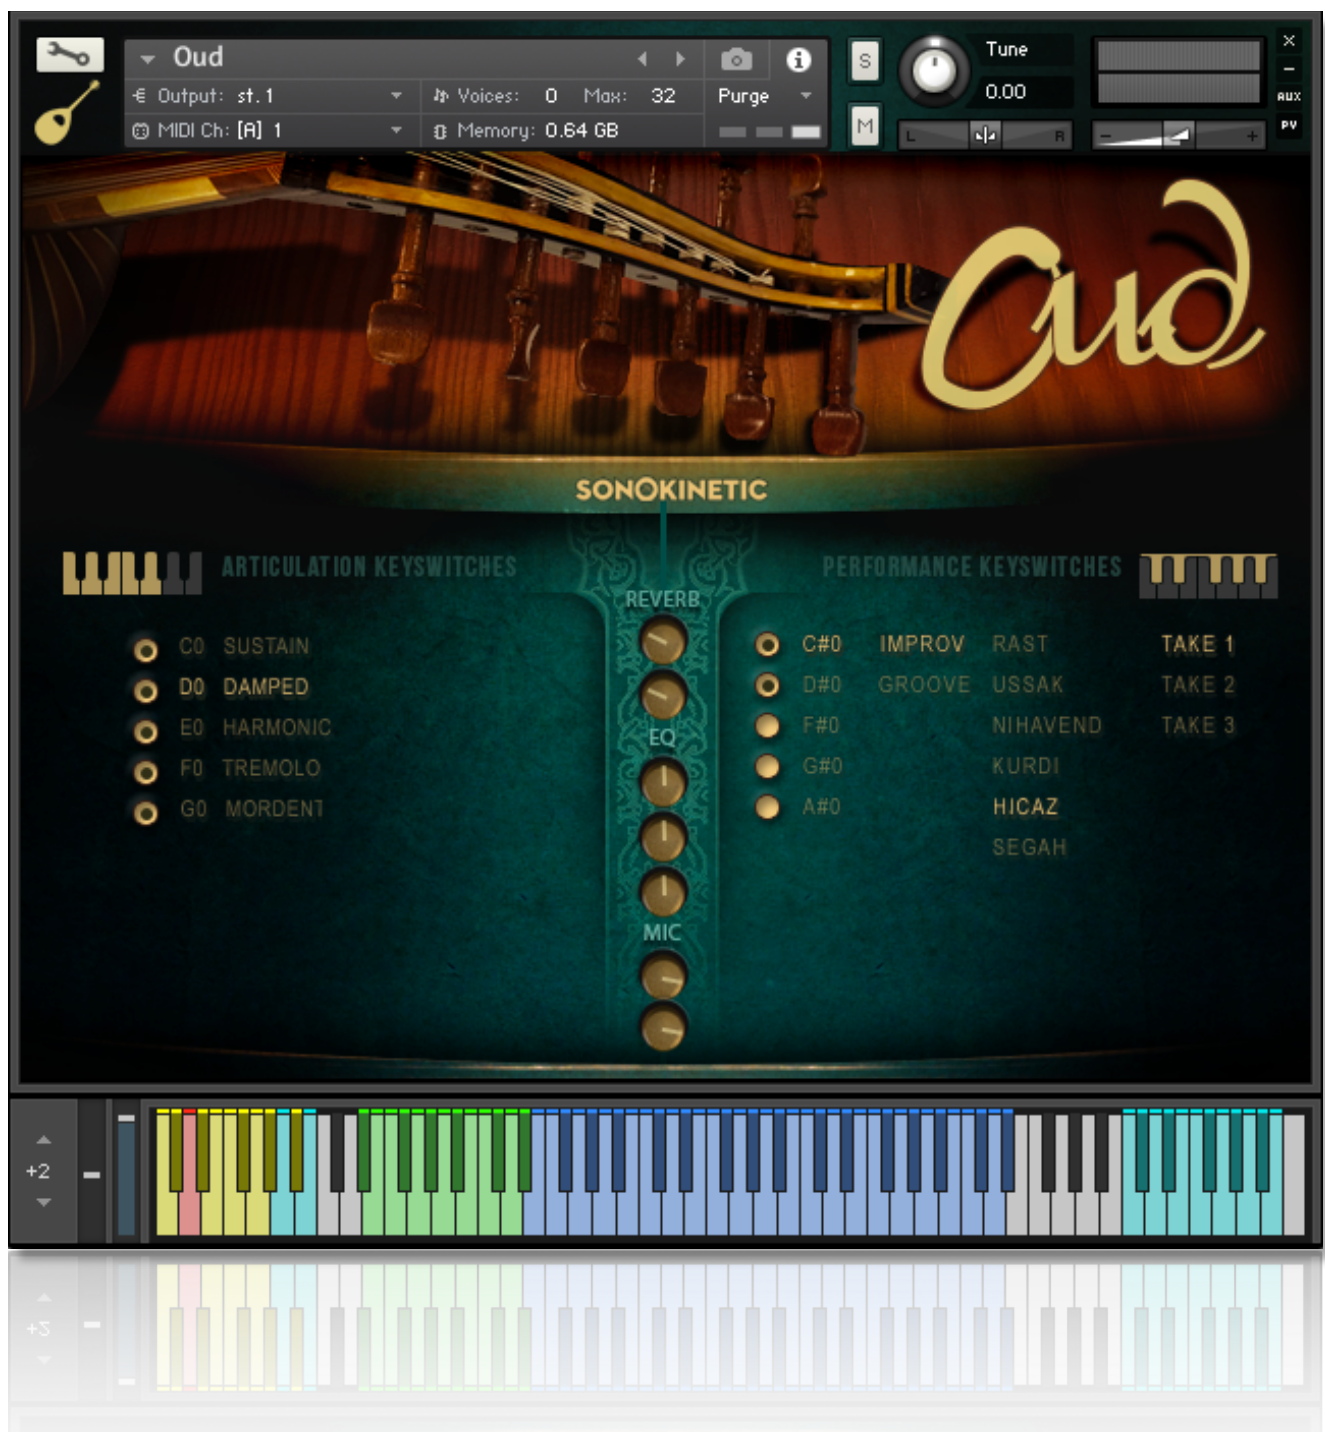 Oud
Output: st.1
Voices: 0 Max: 32
Purge
MIDI Ch: [A] 1
Memory: 0.64 GB
S
M
Tune
0.00
L R
- +
×
-
AUX
PV
Oud
SONOKINETIC
ARTICULATION KEYSWITCHES
C0 SUSTAIN
D0 DAMPED
E0 HARMONIC
F0 TREMOLO
G0 MORDENT
REVERB
EQ
MIC
PERFORMANCE KEYSWITCHES
C#0 IMPROV RAST TAKE 1
D#0 GROOVE USSAK TAKE 2
F#0 NIHAVEND TAKE 3
G#0 KURDI
A#0 HICAZ
SEGAH
+2